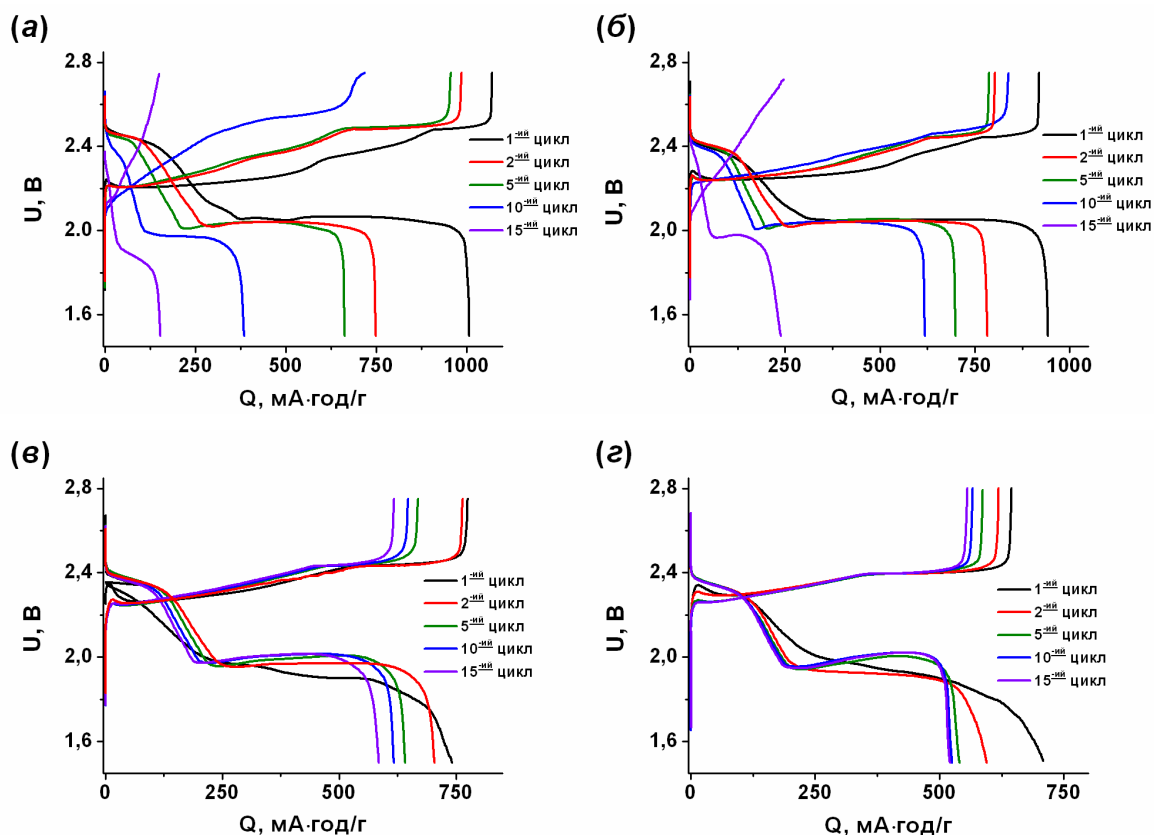 (а)
2,8
2,4
2,0
1,6
U, В
0
250
500
750
1000
Q, мА·год/г
1-ий цикл
2-ий цикл
5-ий цикл
10-ий цикл
15-ий цикл
(б)
2,8
2,4
2,0
1,6
U, В
0
250
500
750
1000
Q, мА·год/г
1-ий цикл
2-ий цикл
5-ий цикл
10-ий цикл
15-ий цикл
(в)
2,8
2,4
2,0
1,6
U, В
0
250
500
750
Q, мА·год/г
1-ий цикл
2-ий цикл
5-ий цикл
10-ий цикл
15-ий цикл
(г)
2,8
2,4
2,0
1,6
U, В
0
250
500
750
Q, мА·год/г
1-ий цикл
2-ий цикл
5-ий цикл
10-ий цикл
15-ий цикл